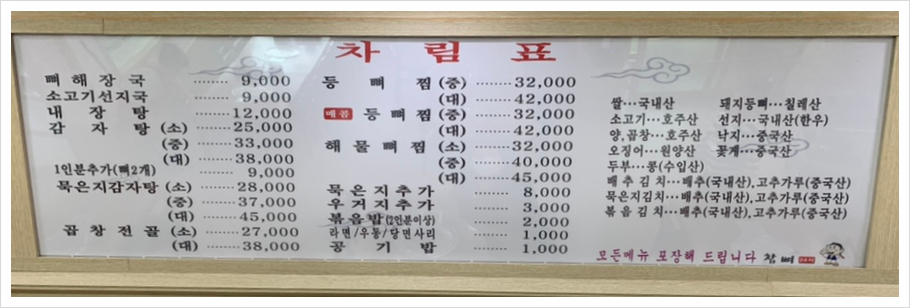 차림표
뼈해장국 ········ 9,000
소고기선지국 ········ 9,000
내장탕 ········ 12,000
감자탕 (소) ········ 25,000
(중) ········ 33,000
(대) ········ 38,000
1인분추가(뼈2개) ········ 9,000
묵은지감자탕 (소) ········ 28,000
(중) ········ 37,000
(대) ········ 45,000
곱창전골 (소) ········ 27,000
(대) ········ 38,000
등뼈찜 (중) ········ 32,000
(대) ········ 42,000
매콤 등뼈찜 (중) ········ 32,000
(대) ········ 42,000
해물뼈찜 (소) ········ 32,000
(중) ········ 40,000
(대) ········ 45,000
묵은지추가 ········ 8,000
우거지추가 ········ 3,000
볶음밥(2인분이상) ········ 2,000
라면/우동/당면사리 ········ 1,000
공기밥 ········ 1,000
쌀···국내산 돼지등뼈···칠레산
소고기···호주산 선지···국내산(한우)
양,곱창···호주산 낙지···중국산
오징어···원양산 꽃게···중국산
두부···콩(수입산)
배추김치···배추(국내산),고추가루(중국산)
묵은지김치···배추(국내산),고추가루(중국산)
볶음김치···배추(국내산),고추가루(중국산)
모든메뉴 포장해 드립니다 참뼈